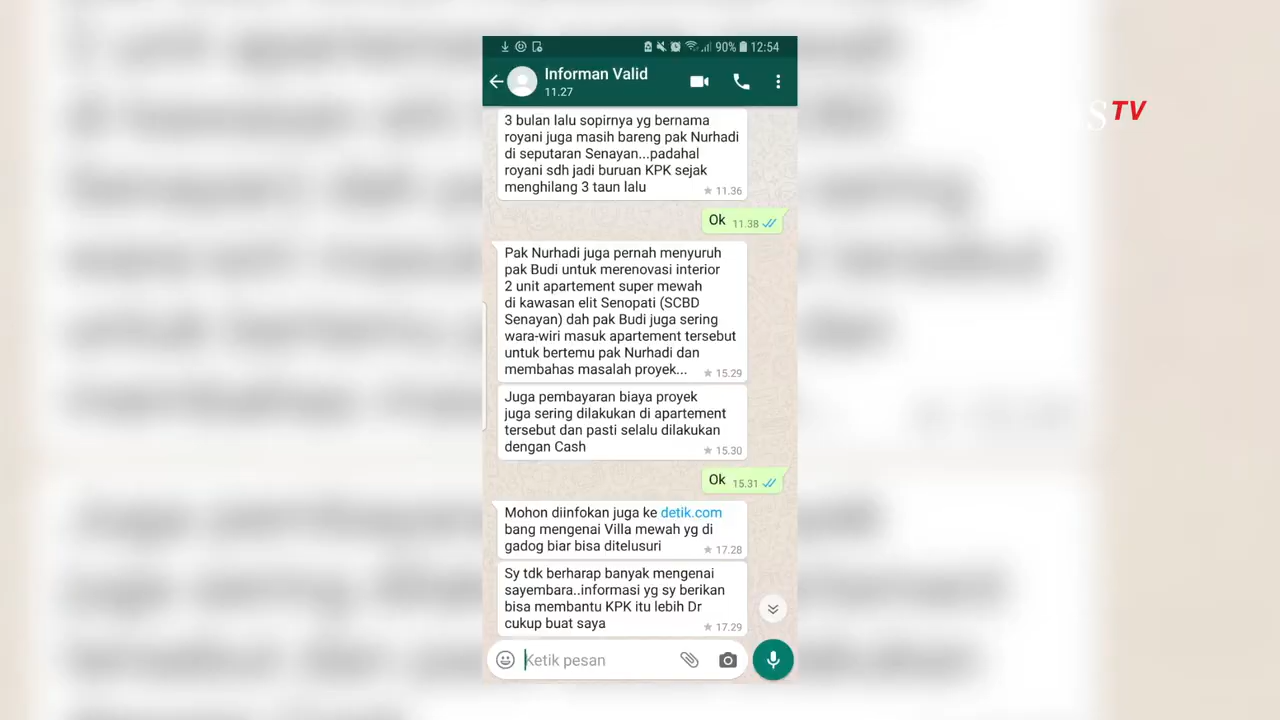 90% 12:54
Informan Valid
11.27
3 bulan lalu sopirnya yg bernama
royani juga masih bareng pak Nurhadi
di seputaran Senayan...padahal
royani sdh jadi buruan KPK sejak
menghilang 3 taun lalu
11.36
Ok 11.38
Pak Nurhadi juga pernah menyuruh
pak Budi untuk merenovasi interior
2 unit apartement super mewah
di kawasan elit Senopati (SCBD
Senayan) dah pak Budi juga sering
wara-wiri masuk apartement tersebut
untuk bertemu pak Nurhadi dan
membahas masalah proyek...
15.29
Juga pembayaran biaya proyek
juga sering dilakukan di apartement
tersebut dan pasti selalu dilakukan
dengan Cash
15.30
Ok 15.31
Mohon diinfokan juga ke detik.com
bang mengenai Villa mewah yg di
gadog biar bisa ditelusuri
17.28
Sy tdk berharap banyak mengenai
sayembara..informasi yg sy berikan
bisa membantu KPK itu lebih Dr
cukup buat saya
17.29
Ketik pesan
S TV